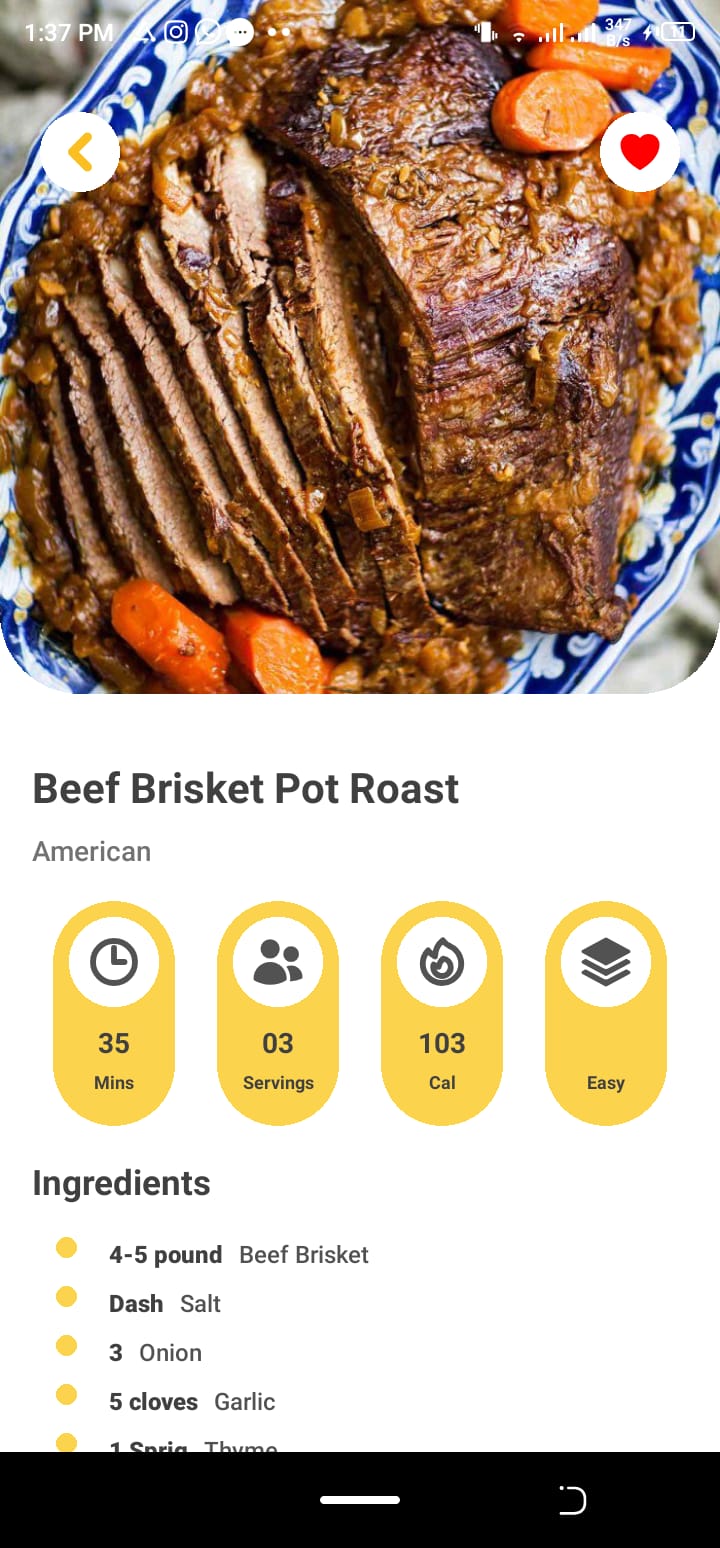 1:37 PM
347
B/s
11
Beef Brisket Pot Roast
American
35
Mins
03
Servings
103
Cal
Easy
Ingredients
4-5 pound Beef Brisket
Dash Salt
3 Onion
5 cloves Garlic
1 Sprig Thyme